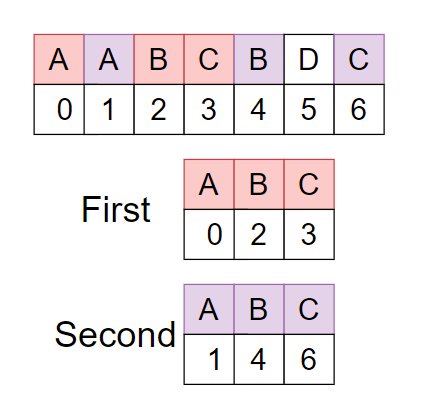 A A B C B D C
0 1 2 3 4 5 6
A B C
First
0 2 3
A B C
Second
1 4 6